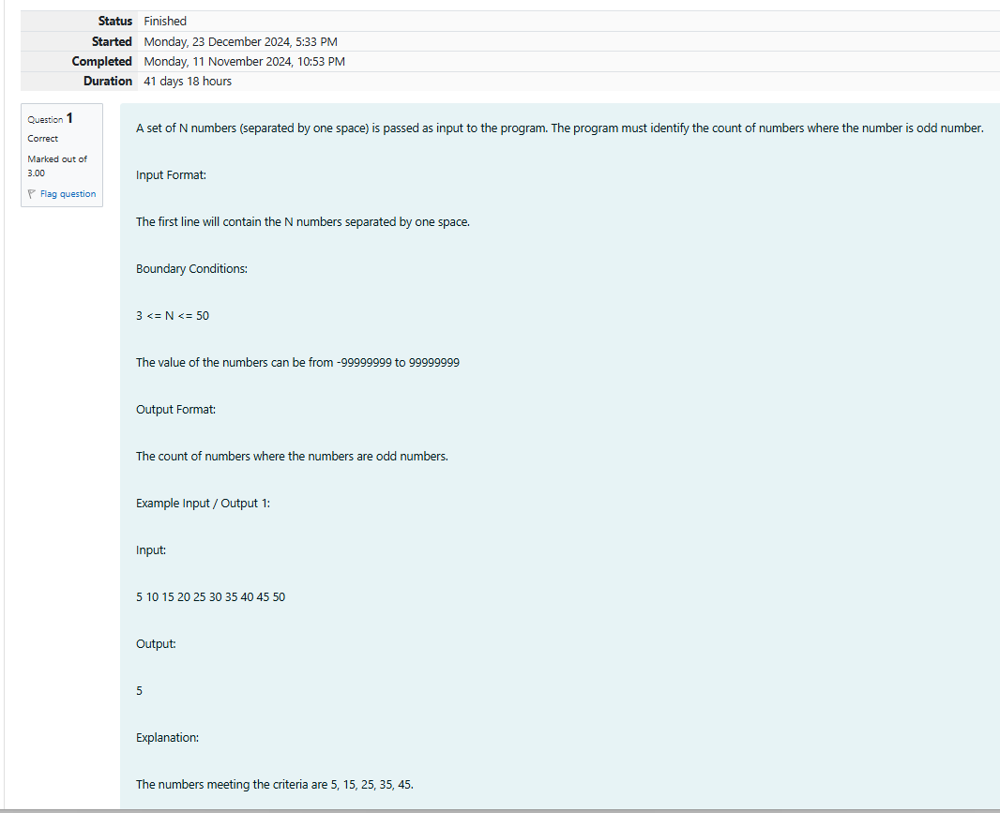 Status Finished
Started Monday, 23 December 2024, 5:33 PM
Completed Monday, 11 November 2024, 10:53 PM
Duration 41 days 18 hours
Question 1
Correct
Marked out of
3.00
Flag question
A set of N numbers (separated by one space) is passed as input to the program. The program must identify the count of numbers where the number is odd number.
Input Format:
The first line will contain the N numbers separated by one space.
Boundary Conditions:
3 <= N <= 50
The value of the numbers can be from -99999999 to 99999999
Output Format:
The count of numbers where the numbers are odd numbers.
Example Input / Output 1:
Input:
5 10 15 20 25 30 35 40 45 50
Output:
5
Explanation:
The numbers meeting the criteria are 5, 15, 25, 35, 45.